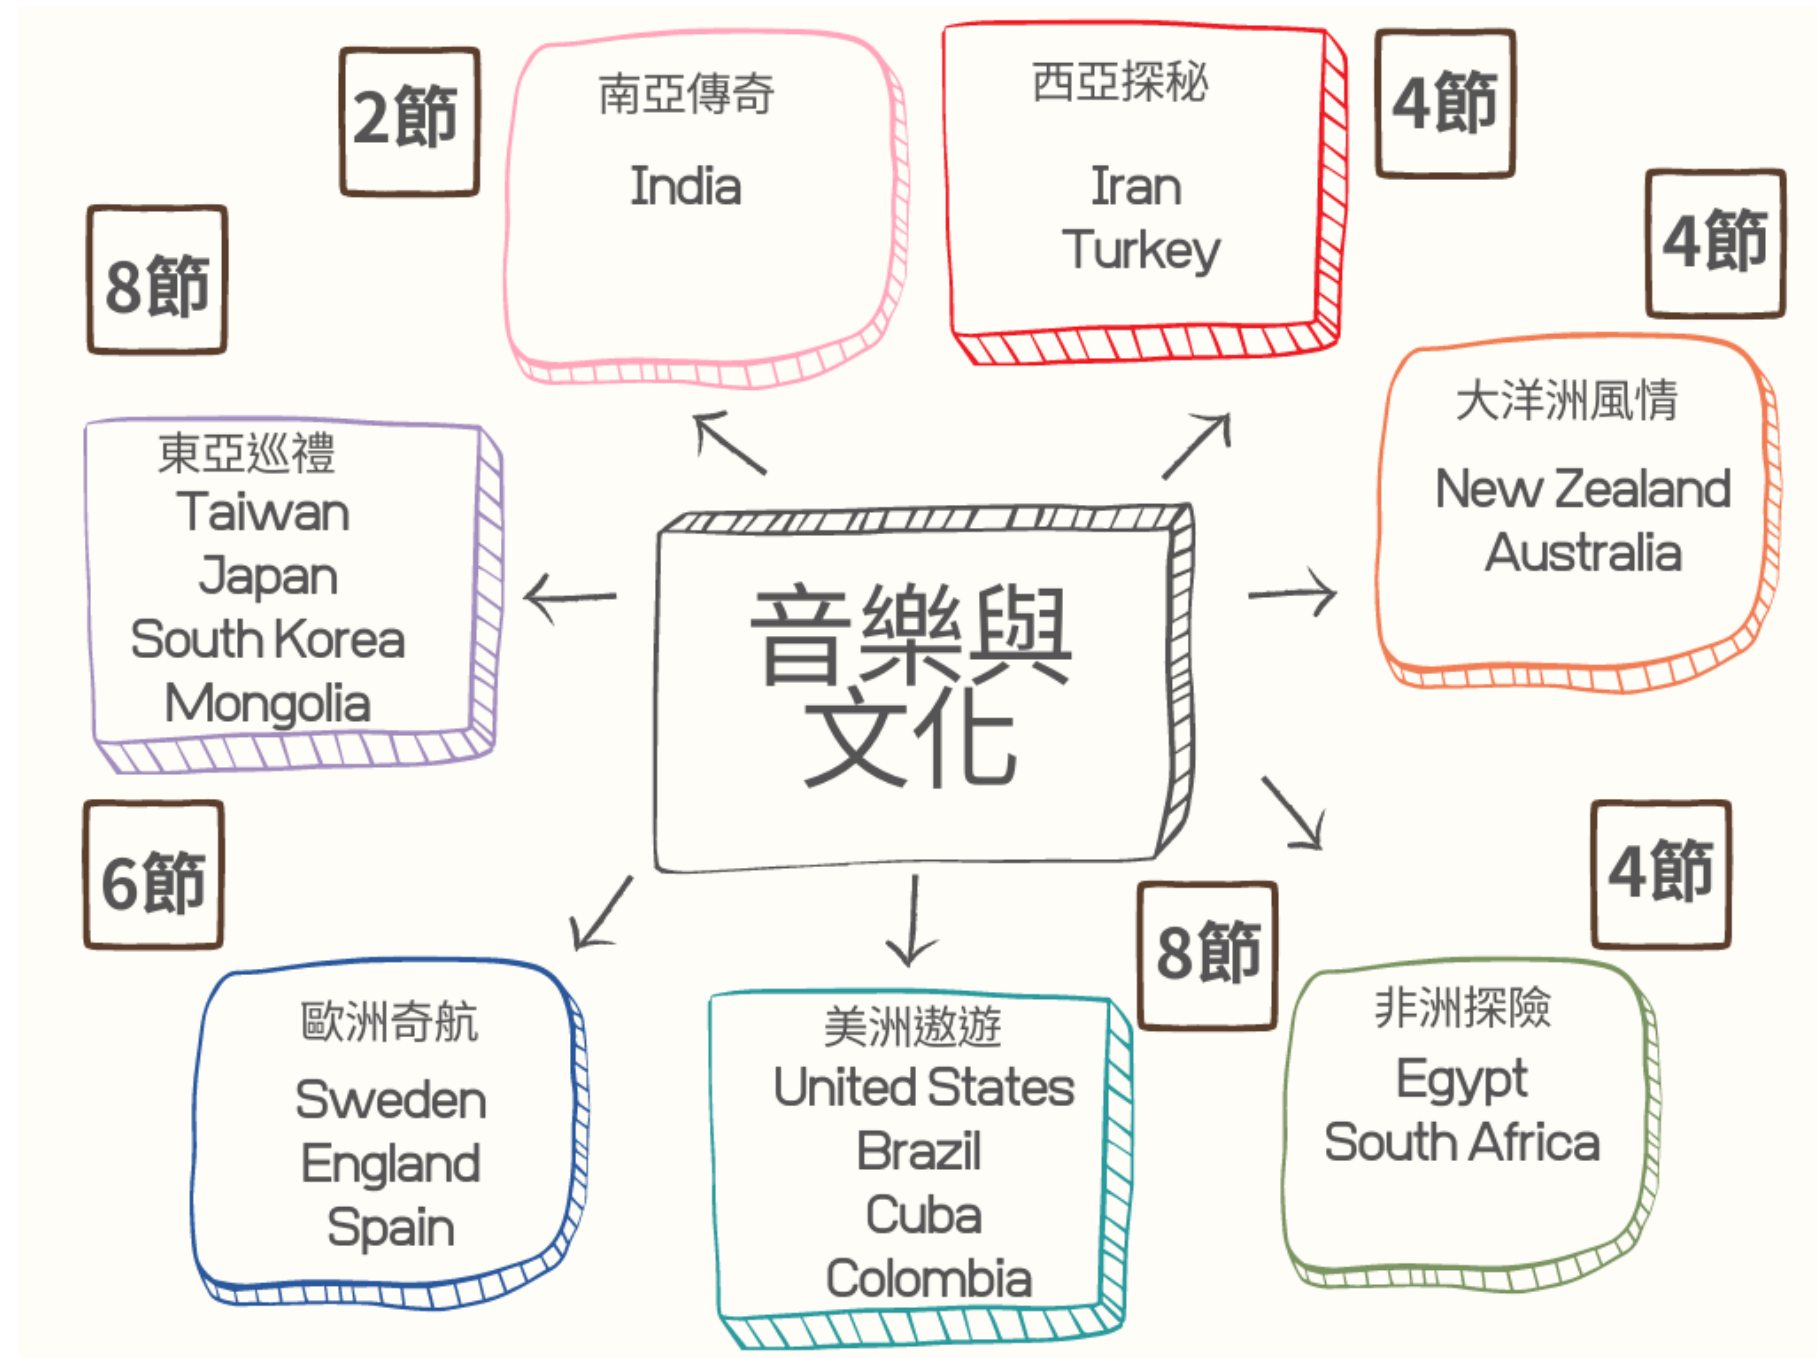 2節
南亞傳奇
India
西亞探秘
Iran
Turkey
4節
4節
大洋洲風情
New Zealand
Australia
8節
東亞巡禮
Taiwan
Japan
South Korea
Mongolia
音樂與
文化
6節
歐洲奇航
Sweden
England
Spain
美洲遨遊
United States
Brazil
Cuba
Colombia
8節
4節
非洲探險
Egypt
South Africa